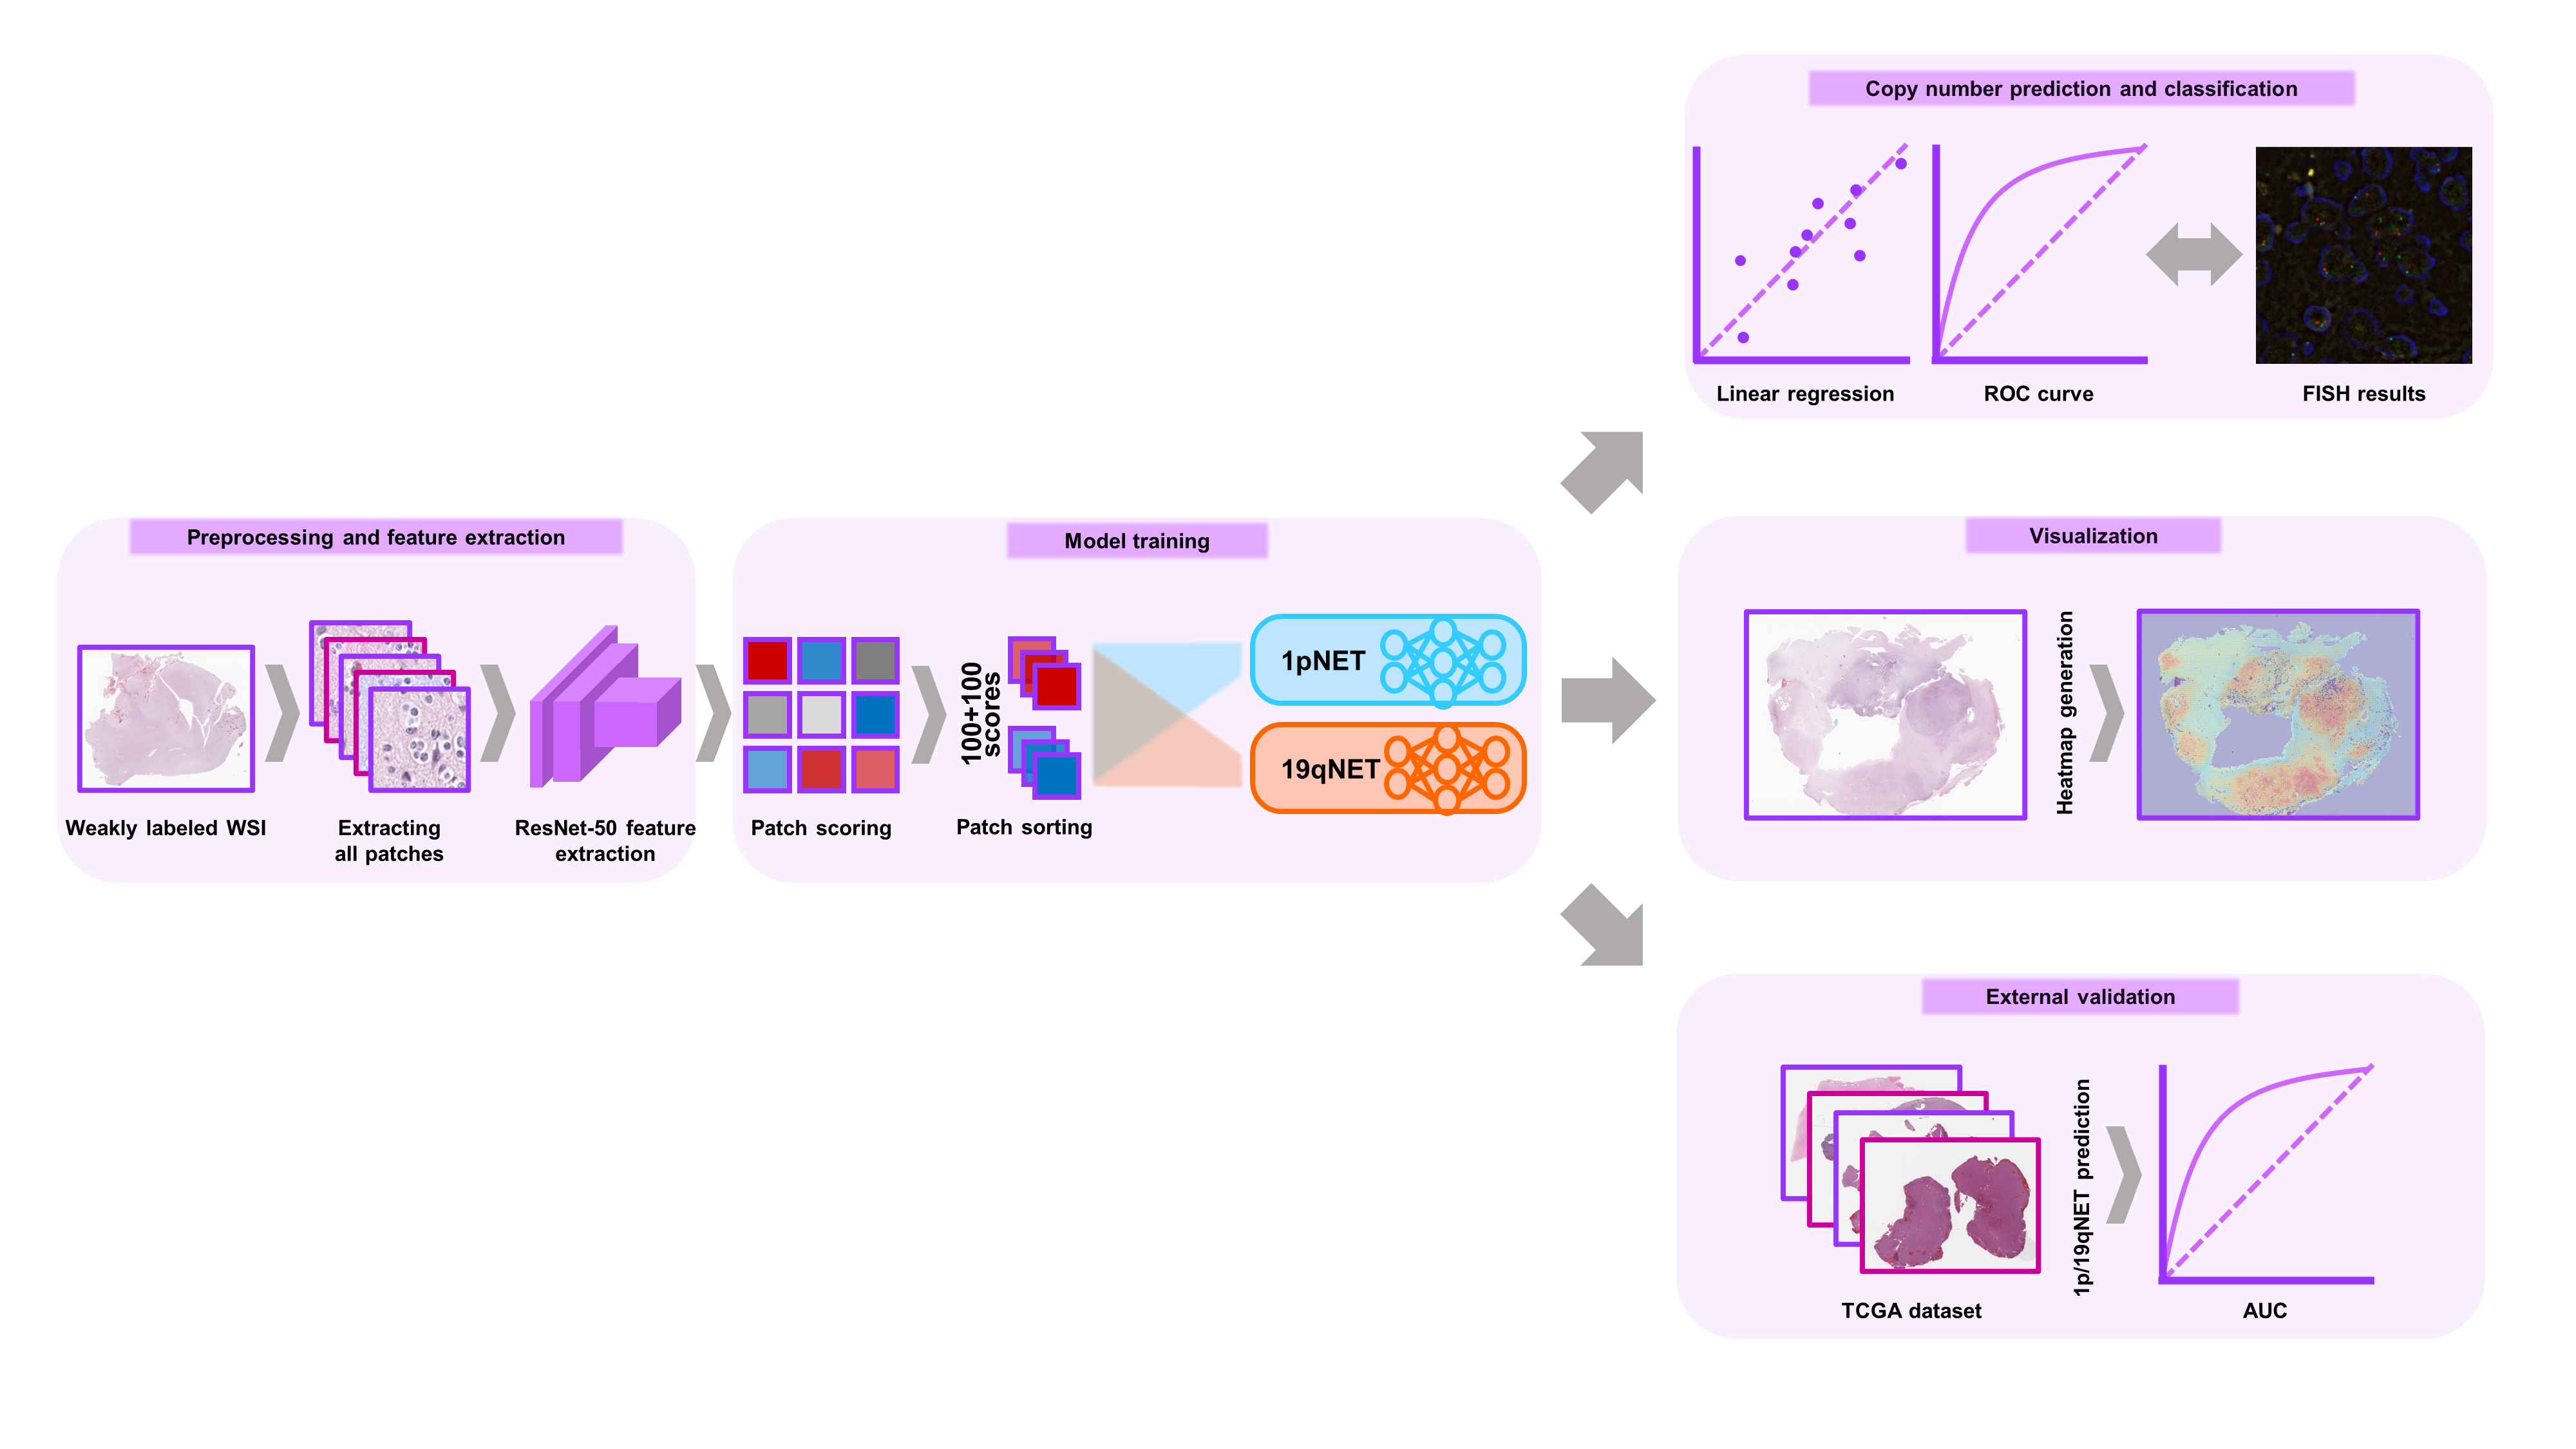 Preprocessing and feature extraction
Weakly labeled WSI
Extracting
all patches
ResNet-50 feature
extraction
Model training
Patch scoring
100+100
scores
Patch sorting
1pNET
19qNET
Copy number prediction and classification
Linear regression
ROC curve
FISH results
Visualization
Heatmap generation
External validation
TCGA dataset
1p/19qNET prediction
AUC